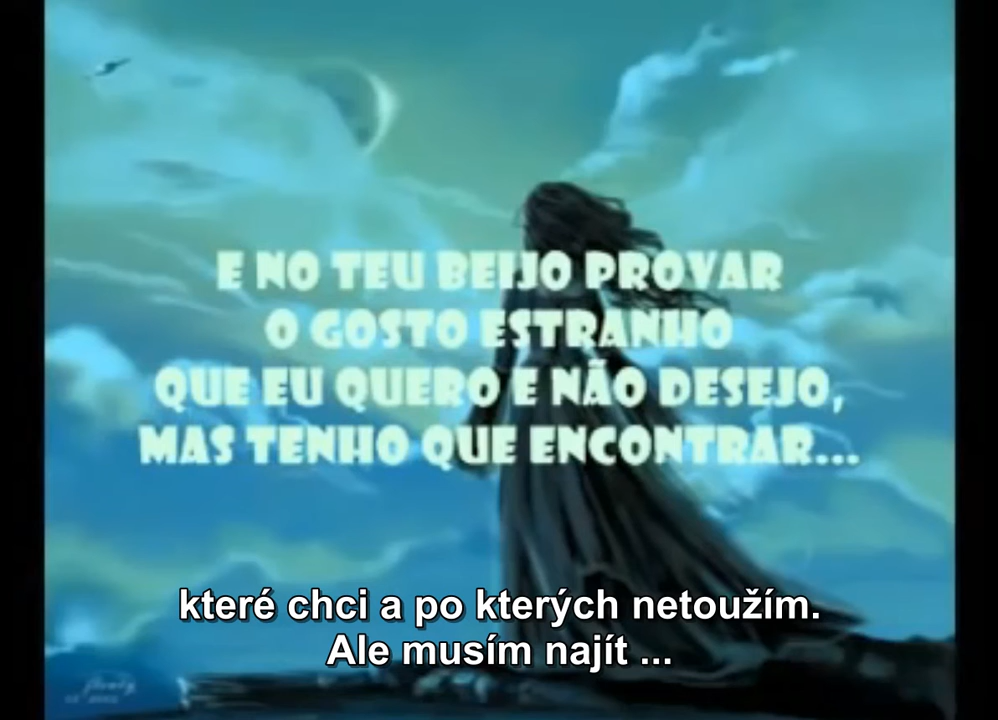 E NO TEU BEIJO PROVAR
O GOSTO ESTRANHO
QUE EU QUERO E NÃO DESEJO,
MAS TENHO QUE ENCONTRAR...
které chci a po kterých netoužím.
Ale musím najít ...